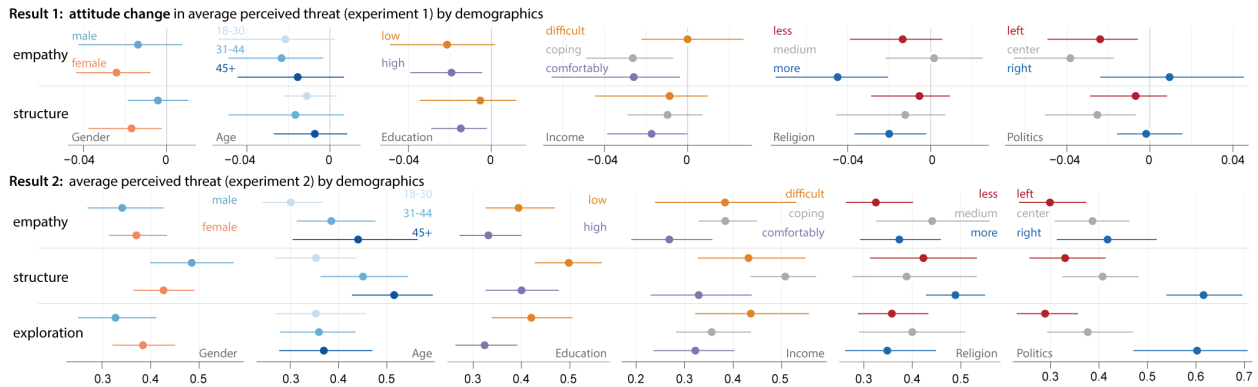 Result 1: attitude change in average perceived threat (experiment 1) by demographics
empathy
structure
male
female
Gender
−0.04 0
18-30
31-44
45+
Age
−0.04 0
low
high
Education
−0.04 0
difficult
coping
comfortably
Income
−0.04 0
less
medium
more
Religion
−0.04 0
left
center
right
Politics
−0.04 0 0.04
Result 2: average perceived threat (experiment 2) by demographics
empathy
structure
exploration
male
female
Gender
0.3 0.4 0.5
18-30
31-44
45+
Age
0.3 0.4 0.5
low
high
Education
0.3 0.4 0.5
difficult
coping
comfortably
Income
0.2 0.3 0.4 0.5
less
medium
more
Religion
0.3 0.4 0.5
left
center
right
Politics
0.3 0.4 0.5 0.6 0.7